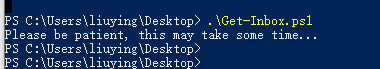 PS C:\Users\liuying\Desktop> .\Get-Inbox.ps1
Please be patient, this may take some time...
PS C:\Users\liuying\Desktop>
PS C:\Users\liuying\Desktop>